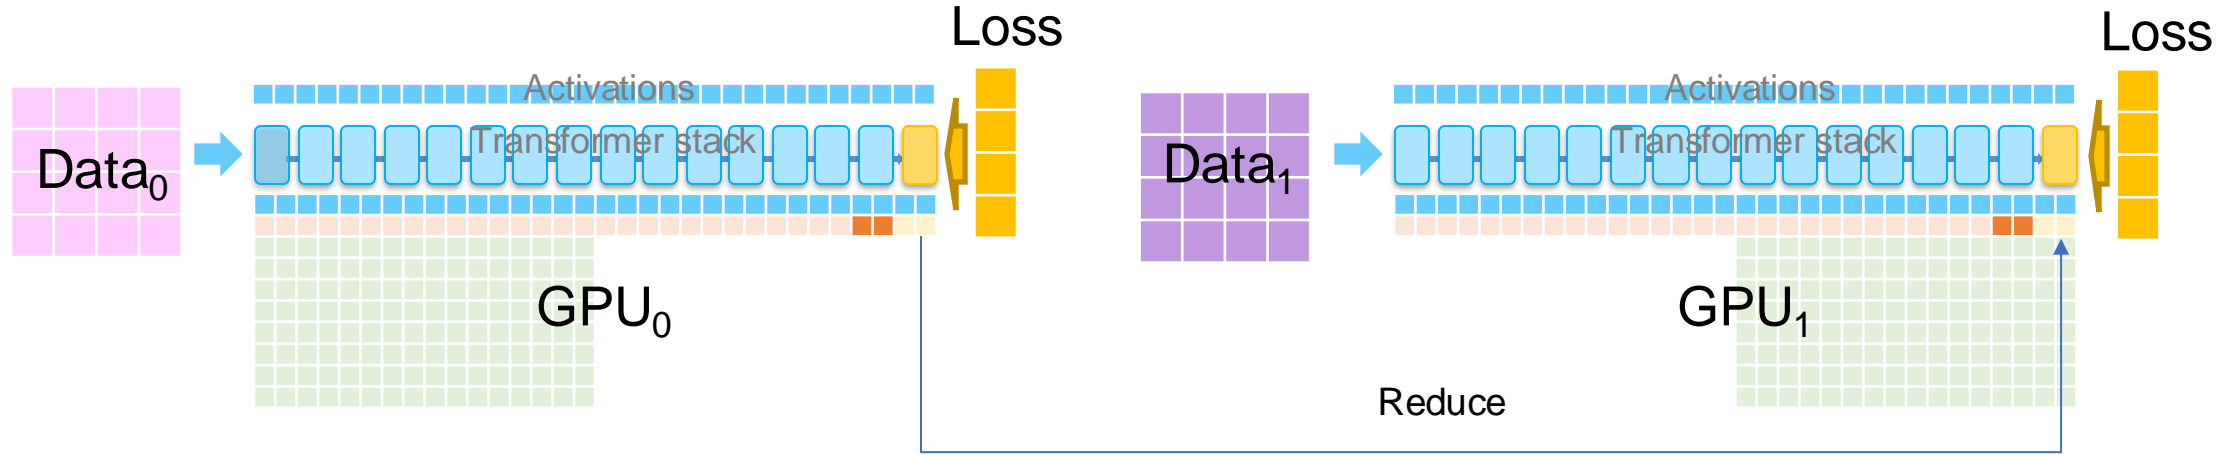 Loss
Activations
Transformer stack
Data0
GPU0
Loss
Activations
Transformer stack
Data1
GPU1
Reduce